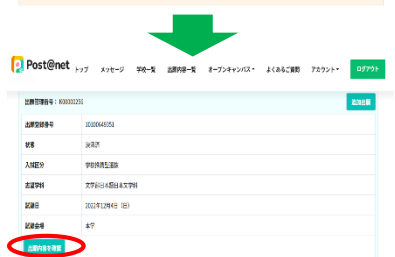 Post@net
トップ メッセージ 学校一覧 出願内容一覧 オープンキャンパス よくあるご質問 アカウント ログアウト
出願管理番号：K00001251 追加出願
出願登録番号 10100640351
状態 決済済
入試区分 学校推薦型選抜
志望学科 文学部日本語日本文学科
試験日 2022年12月4日（日）
試験会場 本学
出願内容を確認